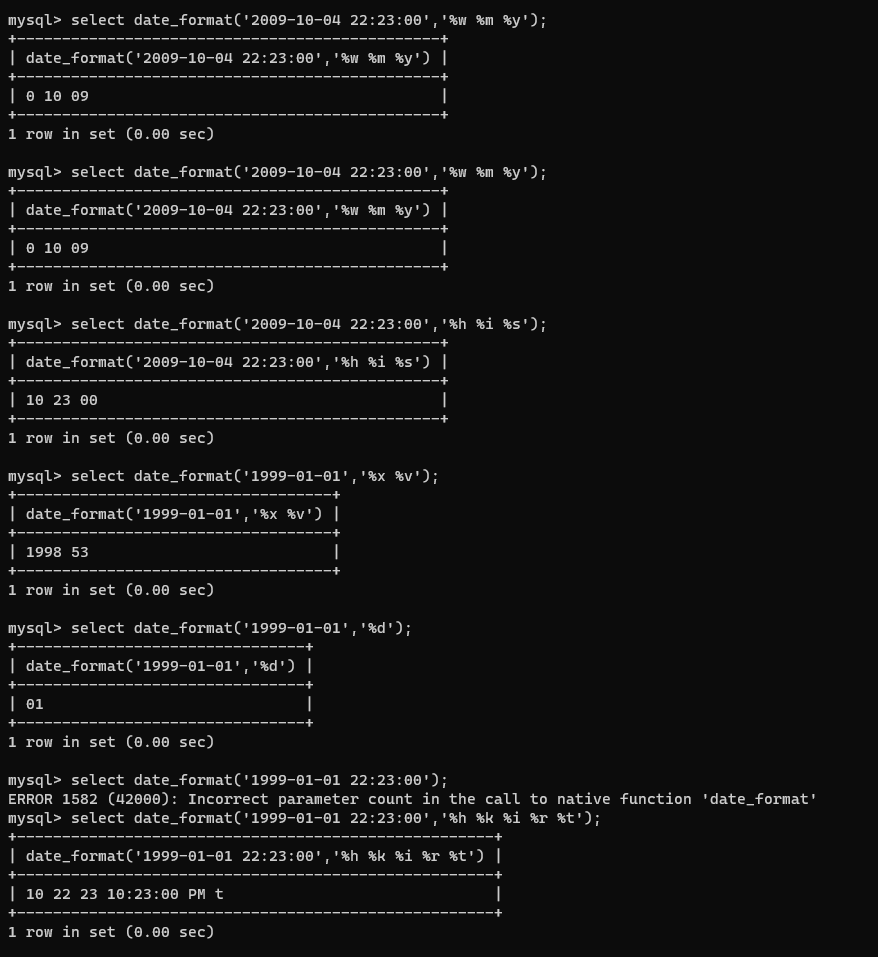 mysql> select date_format('2009-10-04 22:23:00','%w %m %y');
+-----------------------------------------------+
| date_format('2009-10-04 22:23:00','%w %m %y') |
+-----------------------------------------------+
| 0 10 09                                       |
+-----------------------------------------------+
1 row in set (0.00 sec)

mysql> select date_format('2009-10-04 22:23:00','%w %m %y');
+-----------------------------------------------+
| date_format('2009-10-04 22:23:00','%w %m %y') |
+-----------------------------------------------+
| 0 10 09                                       |
+-----------------------------------------------+
1 row in set (0.00 sec)

mysql> select date_format('2009-10-04 22:23:00','%h %i %s');
+-----------------------------------------------+
| date_format('2009-10-04 22:23:00','%h %i %s') |
+-----------------------------------------------+
| 10 23 00                                      |
+-----------------------------------------------+
1 row in set (0.00 sec)

mysql> select date_format('1999-01-01','%x %v');
+-----------------------------------+
| date_format('1999-01-01','%x %v') |
+-----------------------------------+
| 1998 53                           |
+-----------------------------------+
1 row in set (0.00 sec)

mysql> select date_format('1999-01-01','%d');
+--------------------------------+
| date_format('1999-01-01','%d') |
+--------------------------------+
| 01                             |
+--------------------------------+
1 row in set (0.00 sec)

mysql> select date_format('1999-01-01 22:23:00');
ERROR 1582 (42000): Incorrect parameter count in the call to native function 'date_format'
mysql> select date_format('1999-01-01 22:23:00','%h %k %i %r %t');
+-----------------------------------------------------+
| date_format('1999-01-01 22:23:00','%h %k %i %r %t') |
+-----------------------------------------------------+
| 10 22 23 10:23:00 PM t                              |
+-----------------------------------------------------+
1 row in set (0.00 sec)